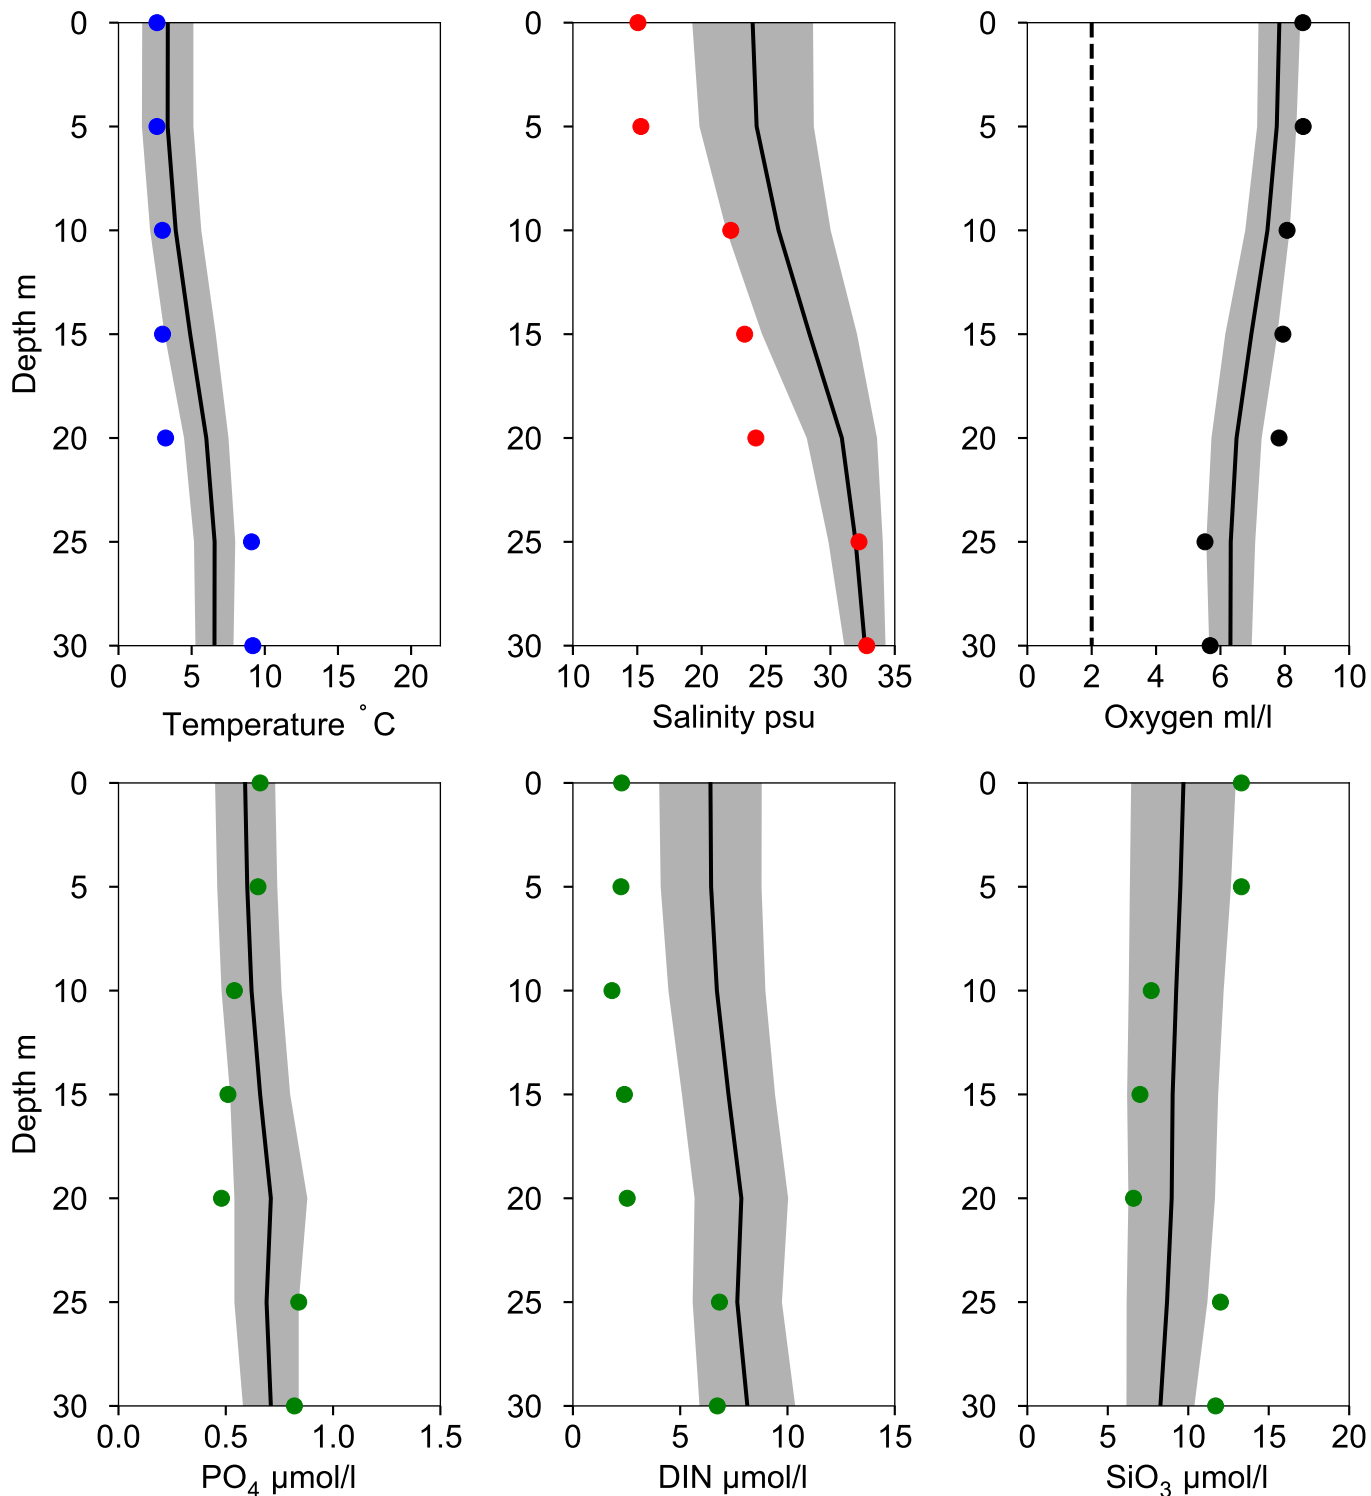 0 0 0
5 5 5
10 10 10
15 15 15
20 20 20
25 25 25
30 30 30
Depth m
0 5 10 15 20 10 15 20 25 30 35 0 2 4 6 8 10
Temperature ˚C Salinity psu Oxygen ml/l
0 0 0
5 5 5
10 10 10
15 15 15
20 20 20
25 25 25
30 30 30
Depth m
0.0 0.5 1.0 1.5 0 5 10 15 0 5 10 15 20
PO₄ µmol/l DIN µmol/l SiO₃ µmol/l